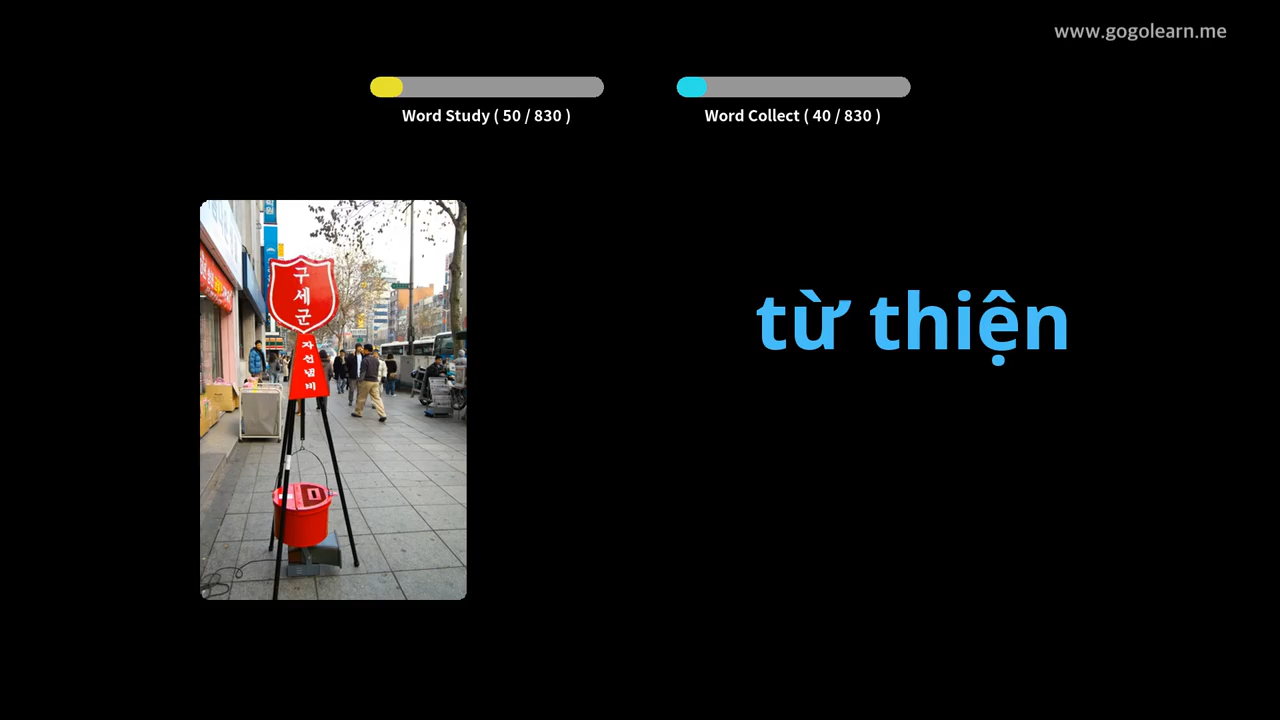 www.gogolearn.me
Word Study ( 50 / 830 )
Word Collect ( 40 / 830 )
구
세
군
자
선
냄
비
từ thiện